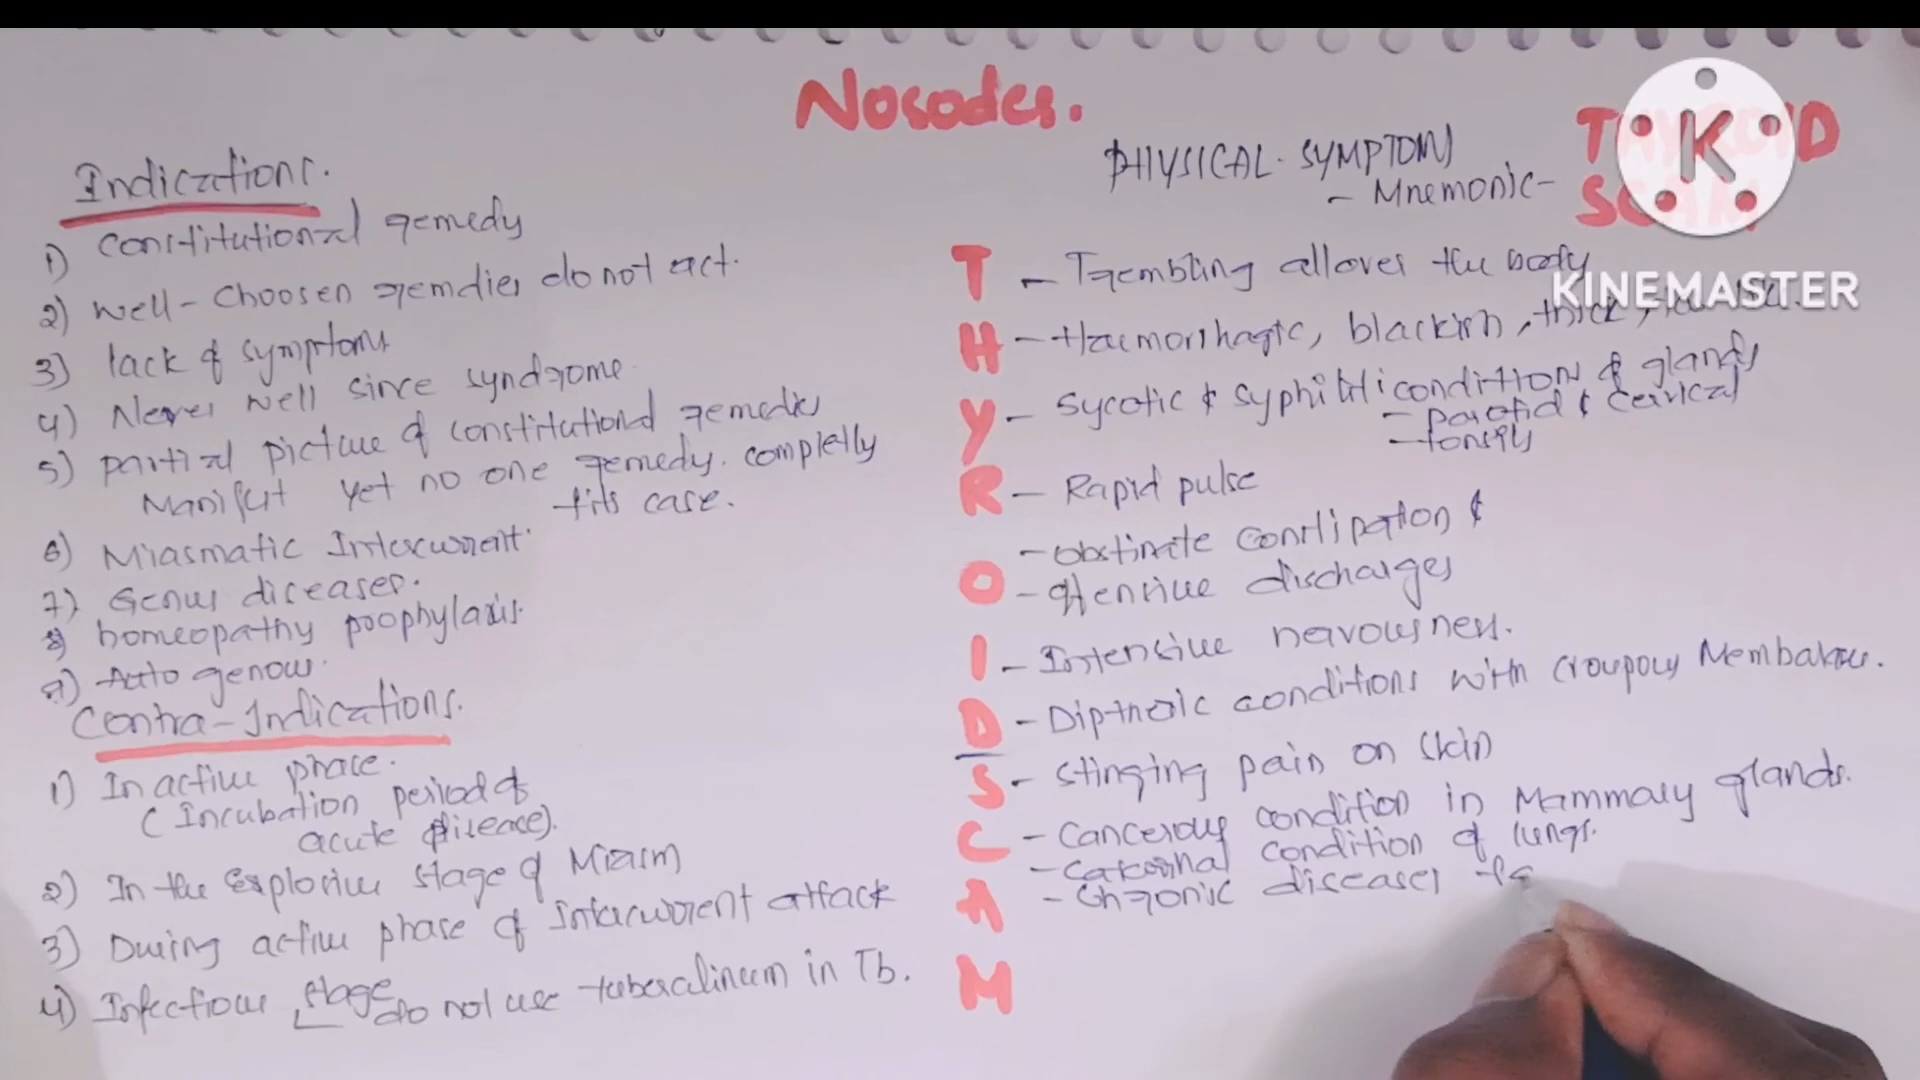 Nosodes.
Indications.
1) Constitutional remedy
2) Well-Choosen remdies do not act.
3) lack of symptoms
4) Never well since syndrome
5) partial picture of constitutional remedies
Manifest yet no one remedy completly
fits case.
6) Miasmatic Intercurrent.
7) Genus diseases.
8) homeopathy prophylaxis.
9) Auto genow.
Contra-Indications.
1) In active phase.
(Incubation period of
acute disease).
2) In the Explosive stage of Miasm
3) During active phase of Intercurrent attack
4) Infectious stage
do not use tuberculinum in Tb.
PHYSICAL SYMPTOMS
- Mnemonic-
T D
S
K
KINEMASTER
T - Trembling allover the body
H - Haemorrhagic, blackish, thick,
Y - Sycotic & syphiliti condition of glands
- parotid & cervical
- tonsils
R - Rapid pulse
- obstinate constipation &
O - offensive discharges
I - Intensive nervousness.
D - Diptheric conditions with croupous Membranes.
S - Stinging pain on skin
C - Cancerous condition in Mammary glands.
- catarrhal condition of lungs.
A - Chronic diseases
M